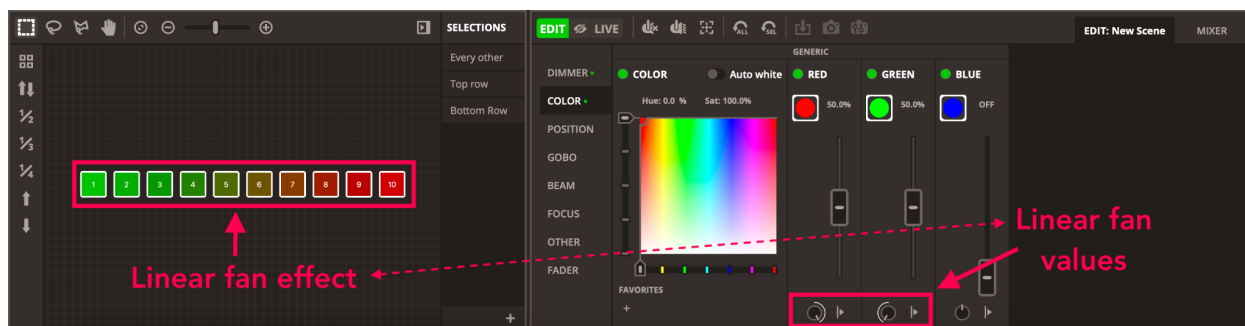 SELECTIONS
Every other
Top row
Bottom Row
1 2 3 4 5 6 7 8 9 10
1/2
1/3
1/4
Linear fan effect
EDIT LIVE
ALL
SEL
EDIT: New Scene
MIXER
DIMMER
COLOR
POSITION
GOBO
BEAM
FOCUS
OTHER
FADER
COLOR
Auto white
Hue: 0.0 %
Sat: 100.0%
FAVORITES
+
GENERIC
RED
GREEN
BLUE
50.0%
50.0%
OFF
Linear fan
values
+